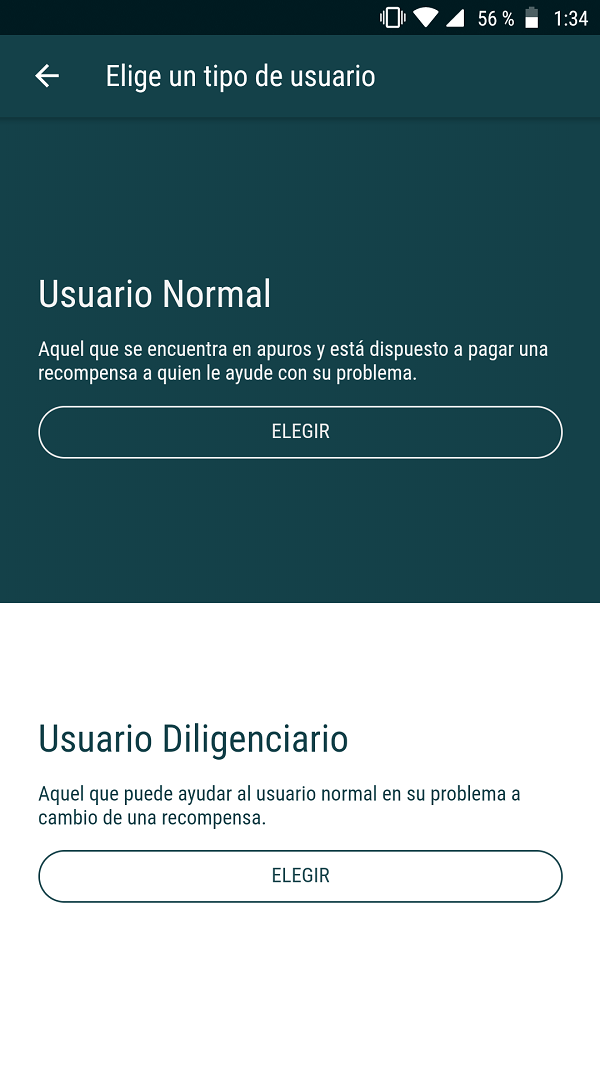 56 % 1:34
Elige un tipo de usuario
Usuario Normal
Aquel que se encuentra en apuros y está dispuesto a pagar una
recompensa a quien le ayude con su problema.
ELEGIR
Usuario Diligenciario
Aquel que puede ayudar al usuario normal en su problema a
cambio de una recompensa.
ELEGIR